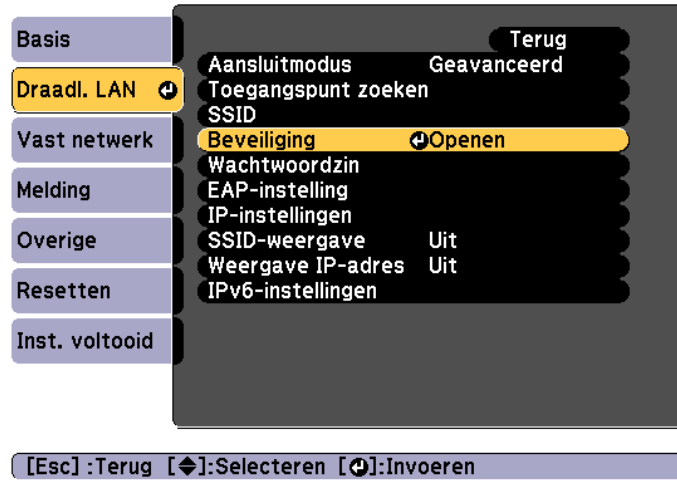 Basis
Draadl. LAN
Vast netwerk
Melding
Overige
Resetten
Inst. voltooid
Terug
Aansluitmodus Geavanceerd
Toegangspunt zoeken
SSID
Beveiliging Openen
Wachtwoordzin
EAP-instelling
IP-instellingen
SSID-weergave Uit
Weergave IP-adres Uit
IPv6-instellingen
[Esc] :Terug [◆]:Selecteren [↵]:Invoeren